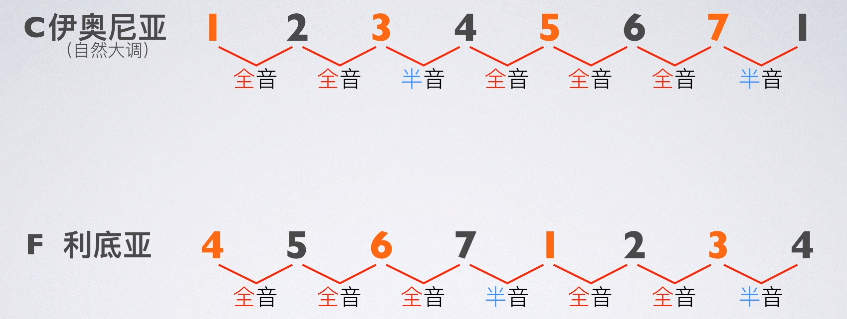 C伊奥尼亚 1 2 3 4 5 6 7 1
(自然大调)
全音 全音 半音 全音 全音 全音 半音
F 利底亚 4 5 6 7 1 2 3 4
全音 全音 全音 半音 全音 全音 半音